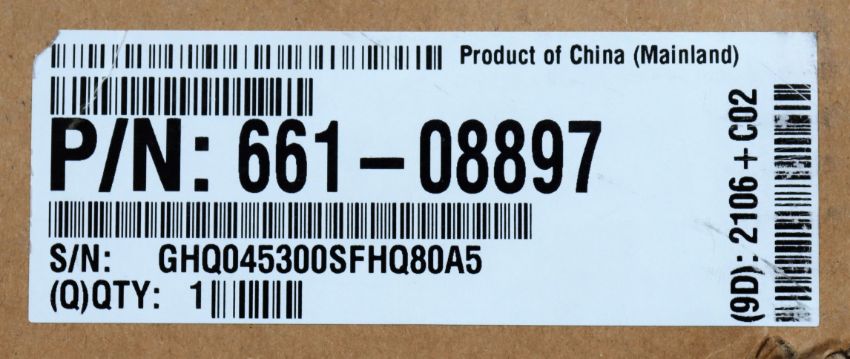 Product of China (Mainland)
P/N: 661-08897
S/N: GHQ045300SFHQ80A5
(Q)QTY: 1
(9D): 2106+C02